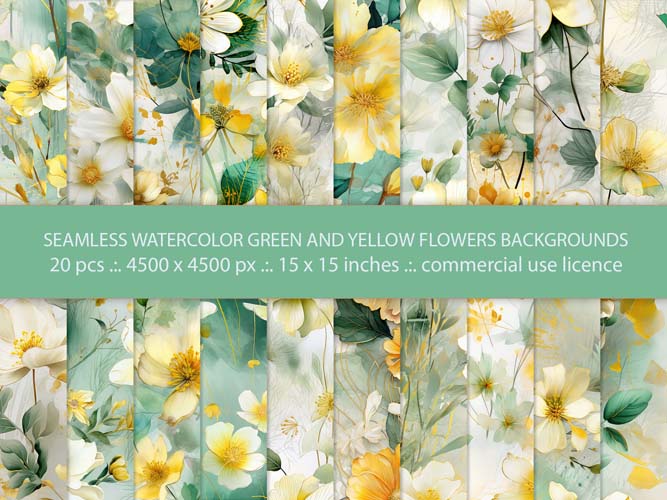 SEAMLESS WATERCOLOR GREEN AND YELLOW FLOWERS BACKGROUNDS
20 pcs .:. 4500 x 4500 px .:. 15 x 15 inches .:. commercial use licence